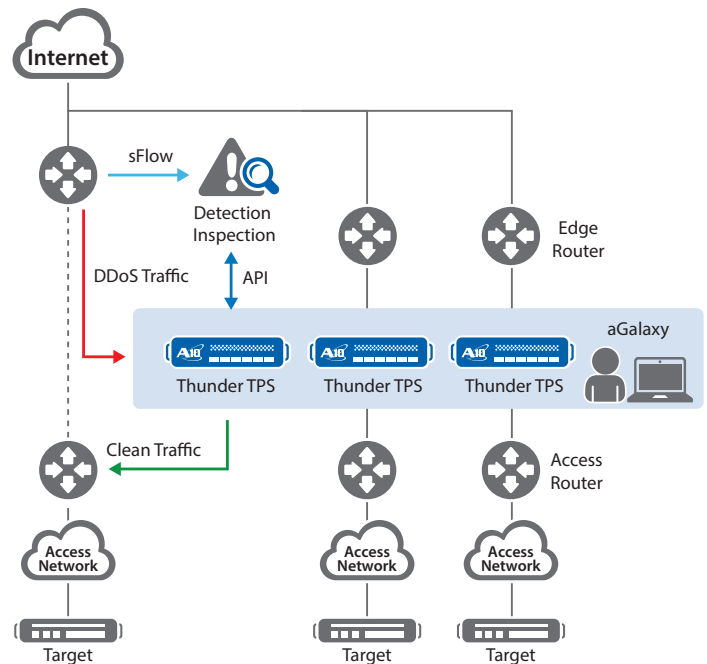 Internet
sFlow
Detection
Inspection
Edge
Router
DDoS Traffic
API
aGalaxy
A10
A10
A10
Thunder TPS
Thunder TPS
Thunder TPS
Clean Traffic
Access
Router
Access
Network
Access
Network
Access
Network
Target
Target
Target